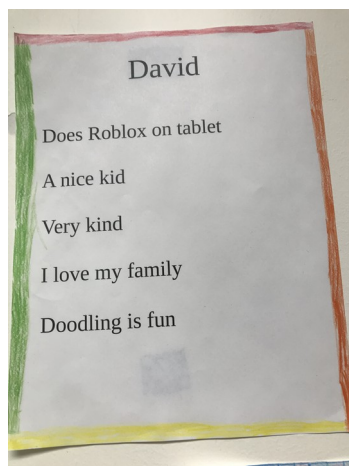 David
Does Roblox on tablet
A nice kid
Very kind
I love my family
Doodling is fun